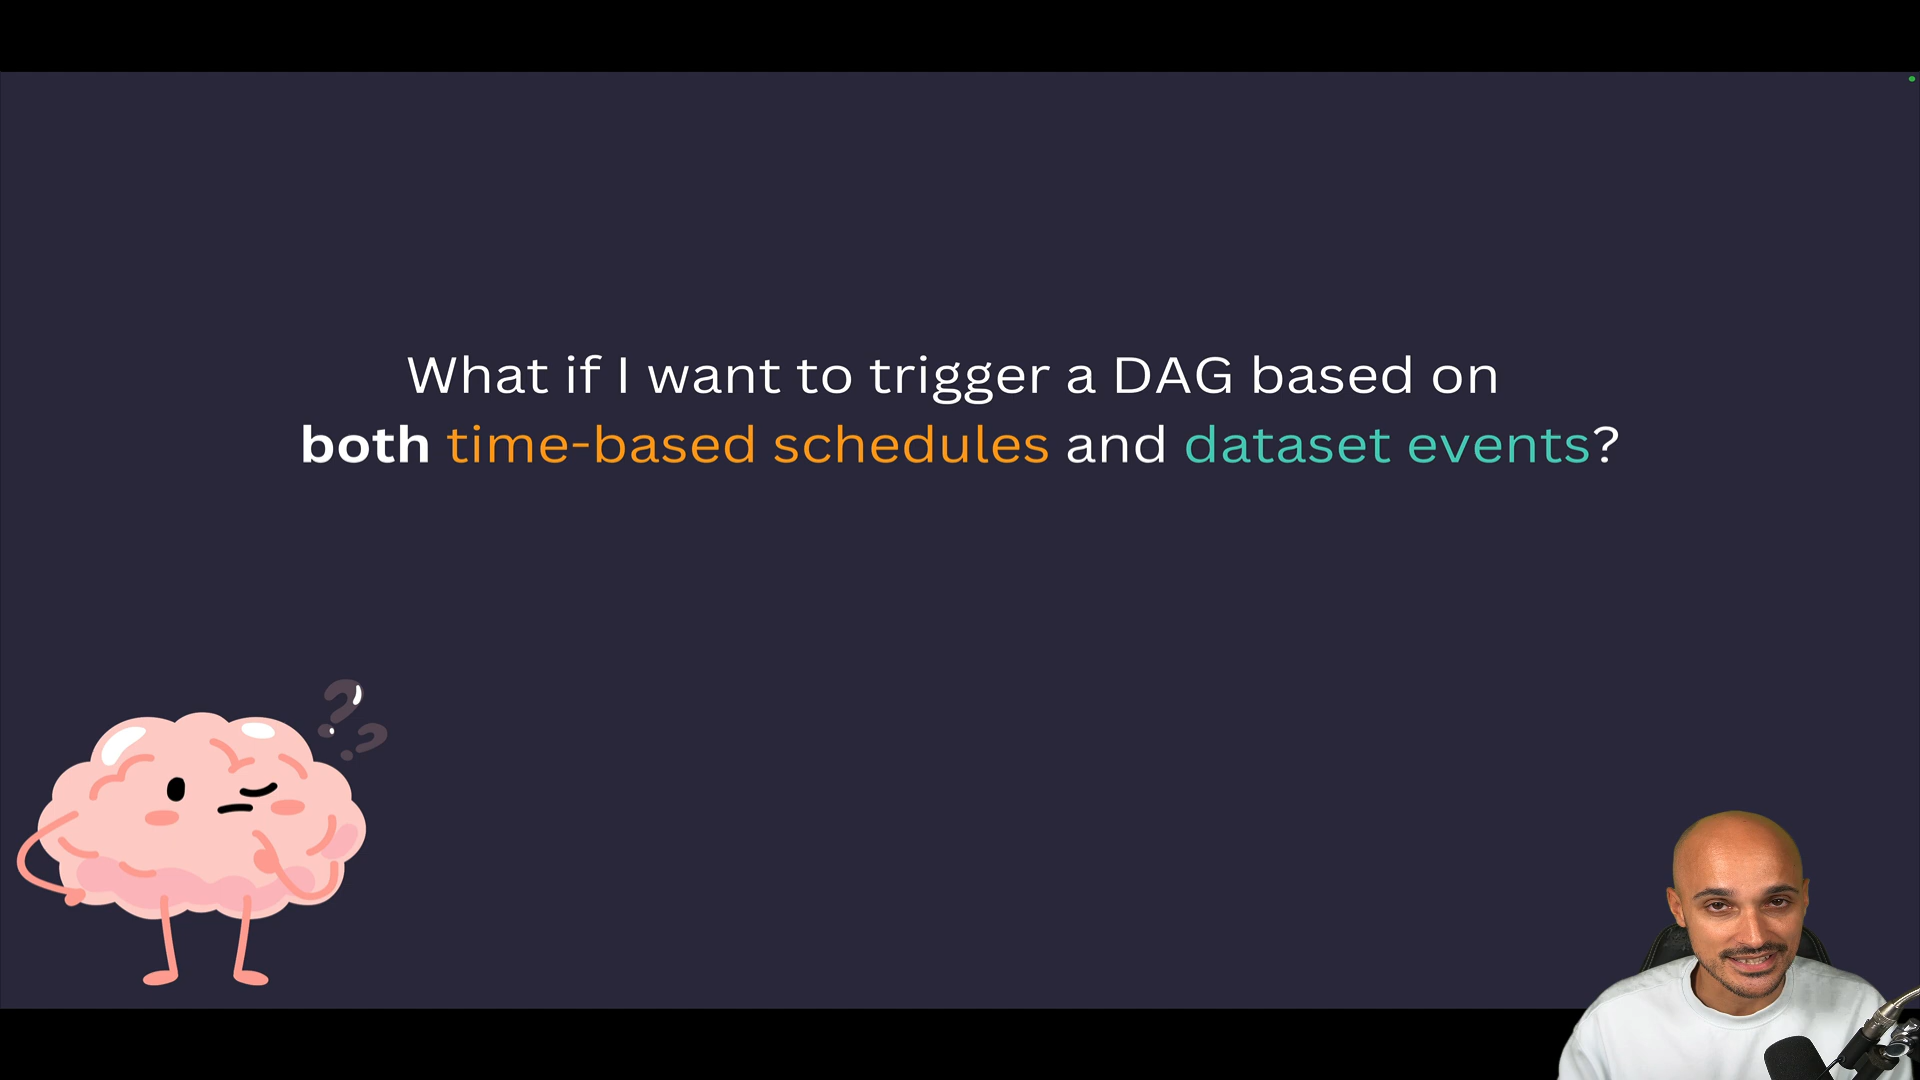 What if I want to trigger a DAG based on
both time-based schedules and dataset events?
??